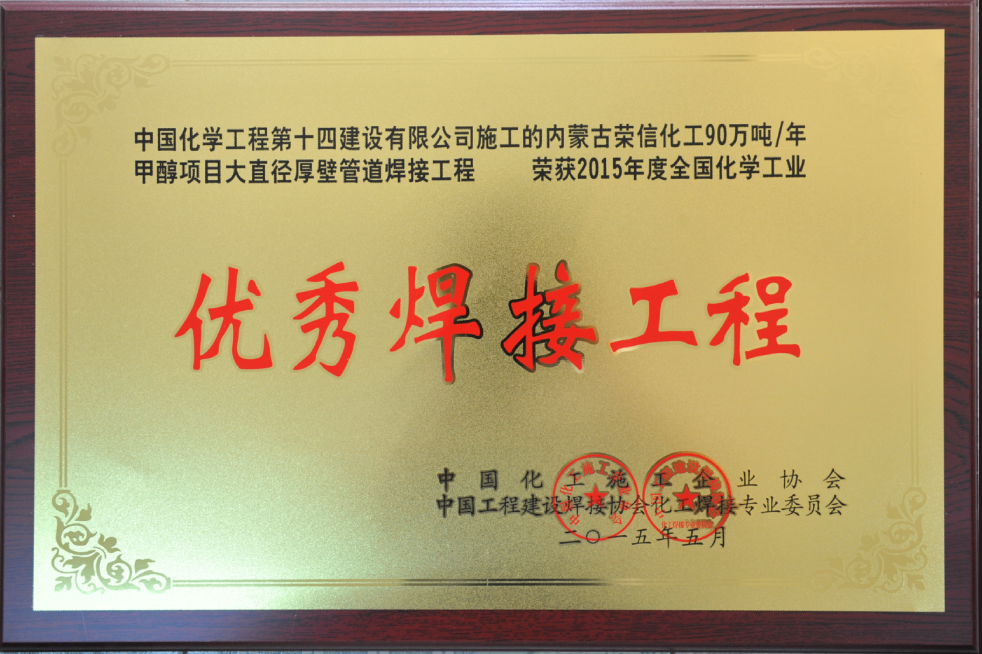 中国化学工程第十四建设有限公司施工的内蒙古荣信化工90万吨/年
甲醇项目大直径厚壁管道焊接工程 荣获2015年度全国化学工业
优秀焊接工程
中国化工施工企业协会
中国工程建设焊接协会化工焊接专业委员会
二〇一五年五月